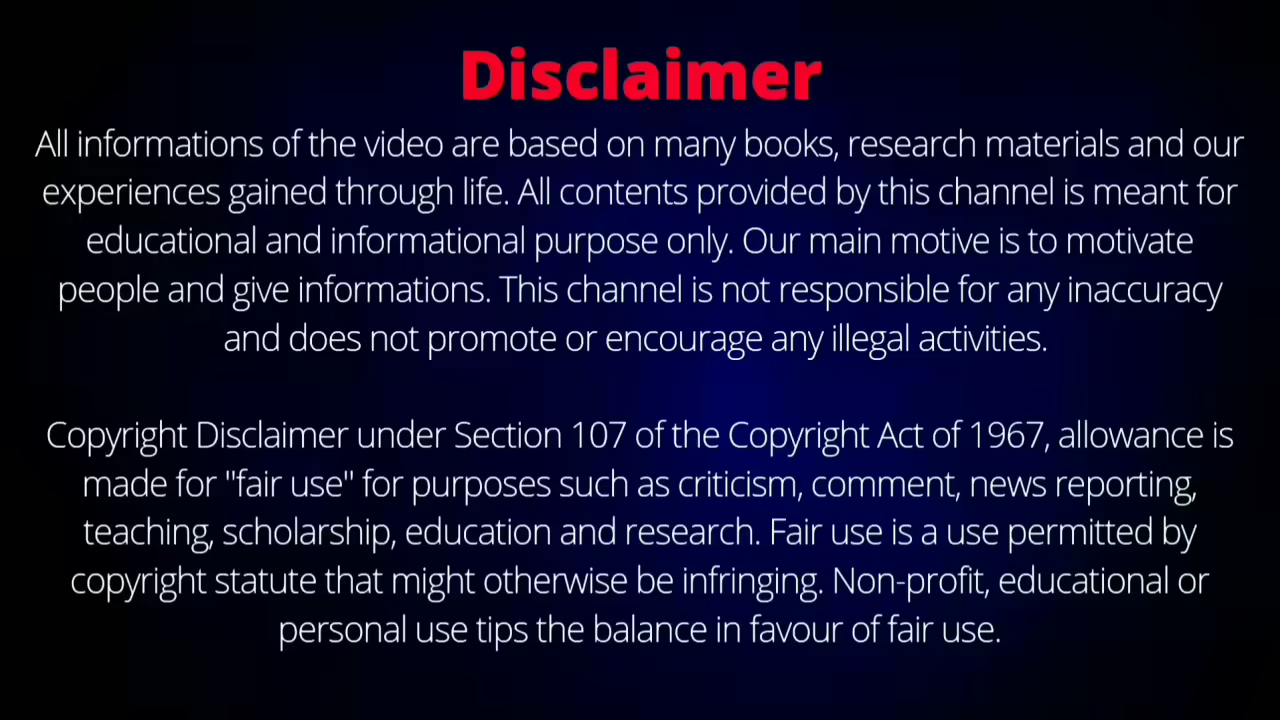 Disclaimer
All informations of the video are based on many books, research materials and our
experiences gained through life. All contents provided by this channel is meant for
educational and informational purpose only. Our main motive is to motivate
people and give informations. This channel is not responsible for any inaccuracy
and does not promote or encourage any illegal activities.
Copyright Disclaimer under Section 107 of the Copyright Act of 1967, allowance is
made for "fair use" for purposes such as criticism, comment, news reporting,
teaching, scholarship, education and research. Fair use is a use permitted by
copyright statute that might otherwise be infringing. Non-profit, educational or
personal use tips the balance in favour of fair use.